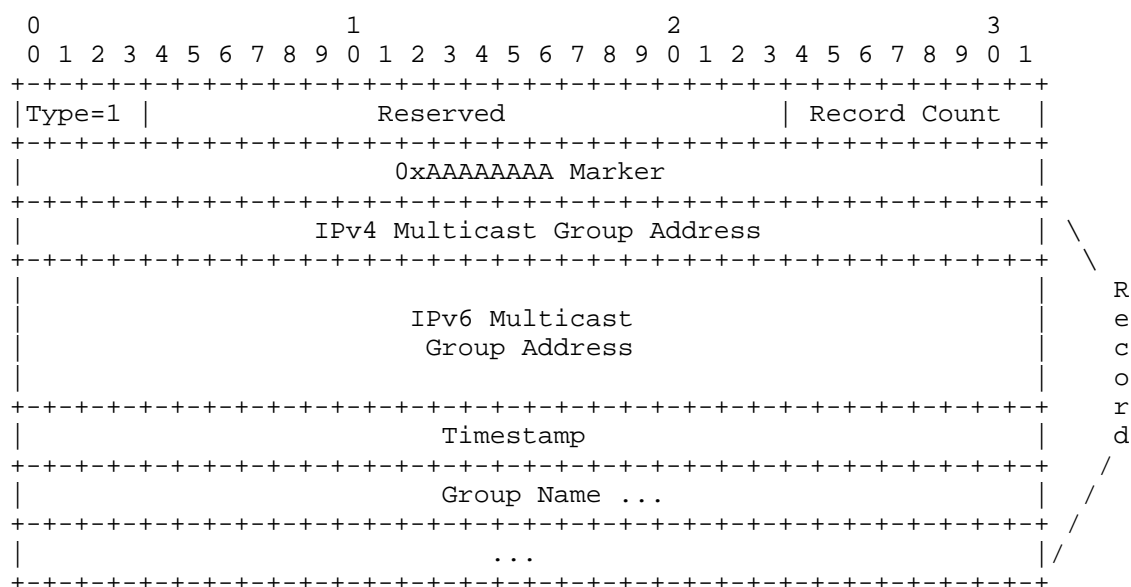 0                   1                   2                   3
 0 1 2 3 4 5 6 7 8 9 0 1 2 3 4 5 6 7 8 9 0 1 2 3 4 5 6 7 8 9 0 1
+-+-+-+-+-+-+-+-+-+-+-+-+-+-+-+-+-+-+-+-+-+-+-+-+-+-+-+-+-+-+-+-+
|Type=1 |              Reserved                 | Record Count  |
+-+-+-+-+-+-+-+-+-+-+-+-+-+-+-+-+-+-+-+-+-+-+-+-+-+-+-+-+-+-+-+-+
|                       0xAAAAAAAA Marker                       |
+-+-+-+-+-+-+-+-+-+-+-+-+-+-+-+-+-+-+-+-+-+-+-+-+-+-+-+-+-+-+-+-+
|                  IPv4 Multicast Group Address                 | \
+-+-+-+-+-+-+-+-+-+-+-+-+-+-+-+-+-+-+-+-+-+-+-+-+-+-+-+-+-+-+-+-+  \
|                                                               |    R
|                        IPv6 Multicast                         |    e
|                         Group Address                         |    c
|                                                               |    o
+-+-+-+-+-+-+-+-+-+-+-+-+-+-+-+-+-+-+-+-+-+-+-+-+-+-+-+-+-+-+-+-+    r
|                          Timestamp                            |    d
+-+-+-+-+-+-+-+-+-+-+-+-+-+-+-+-+-+-+-+-+-+-+-+-+-+-+-+-+-+-+-+-+   /
|                          Group Name ...                       |  /
+-+-+-+-+-+-+-+-+-+-+-+-+-+-+-+-+-+-+-+-+-+-+-+-+-+-+-+-+-+-+-+-+ /
|                             ...                               |/
+-+-+-+-+-+-+-+-+-+-+-+-+-+-+-+-+-+-+-+-+-+-+-+-+-+-+-+-+-+-+-+-+